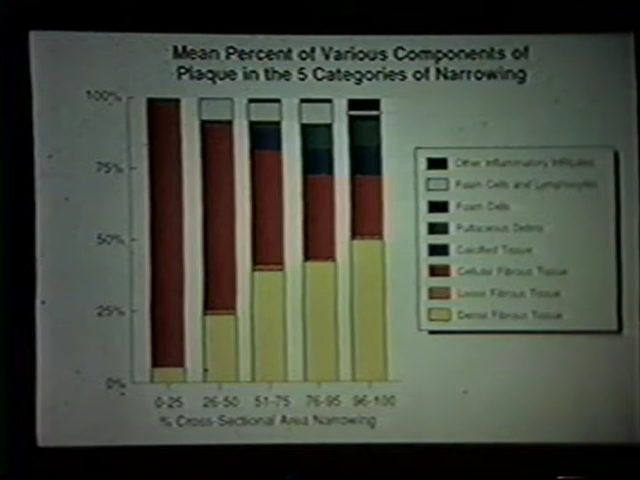 Mean Percent of Various Components of
Plaque in the 5 Categories of Narrowing
100%
75%
50%
25%
0%
0-25 26-50 51-75 76-95 96-100
% Cross-Sectional Area Narrowing
Other Inflammatory Infiltrates
Foam Cells and Lymphocytes
Foam Cells
Pultaceous Debris
Calcified Tissue
Cellular Fibrous Tissue
Loose Fibrous Tissue
Dense Fibrous Tissue